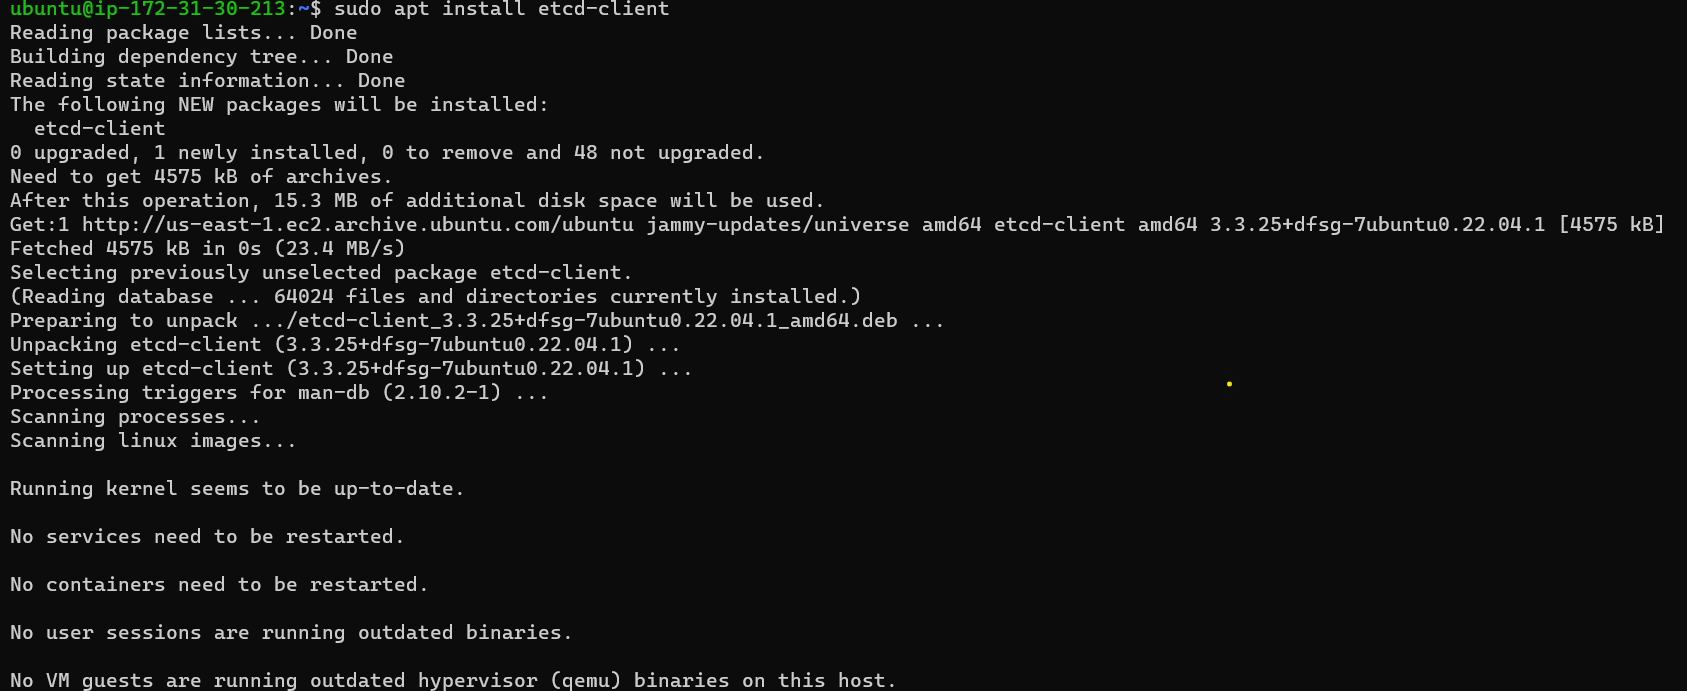 ubuntu@ip-172-31-30-213:~$ sudo apt install etcd-client
Reading package lists... Done
Building dependency tree... Done
Reading state information... Done
The following NEW packages will be installed:
  etcd-client
0 upgraded, 1 newly installed, 0 to remove and 48 not upgraded.
Need to get 4575 kB of archives.
After this operation, 15.3 MB of additional disk space will be used.
Get:1 http://us-east-1.ec2.archive.ubuntu.com/ubuntu jammy-updates/universe amd64 etcd-client amd64 3.3.25+dfsg-7ubuntu0.22.04.1 [4575 kB]
Fetched 4575 kB in 0s (23.4 MB/s)
Selecting previously unselected package etcd-client.
(Reading database ... 64024 files and directories currently installed.)
Preparing to unpack .../etcd-client_3.3.25+dfsg-7ubuntu0.22.04.1_amd64.deb ...
Unpacking etcd-client (3.3.25+dfsg-7ubuntu0.22.04.1) ...
Setting up etcd-client (3.3.25+dfsg-7ubuntu0.22.04.1) ...
Processing triggers for man-db (2.10.2-1) ...
Scanning processes...
Scanning linux images...

Running kernel seems to be up-to-date.

No services need to be restarted.

No containers need to be restarted.

No user sessions are running outdated binaries.

No VM guests are running outdated hypervisor (qemu) binaries on this host.